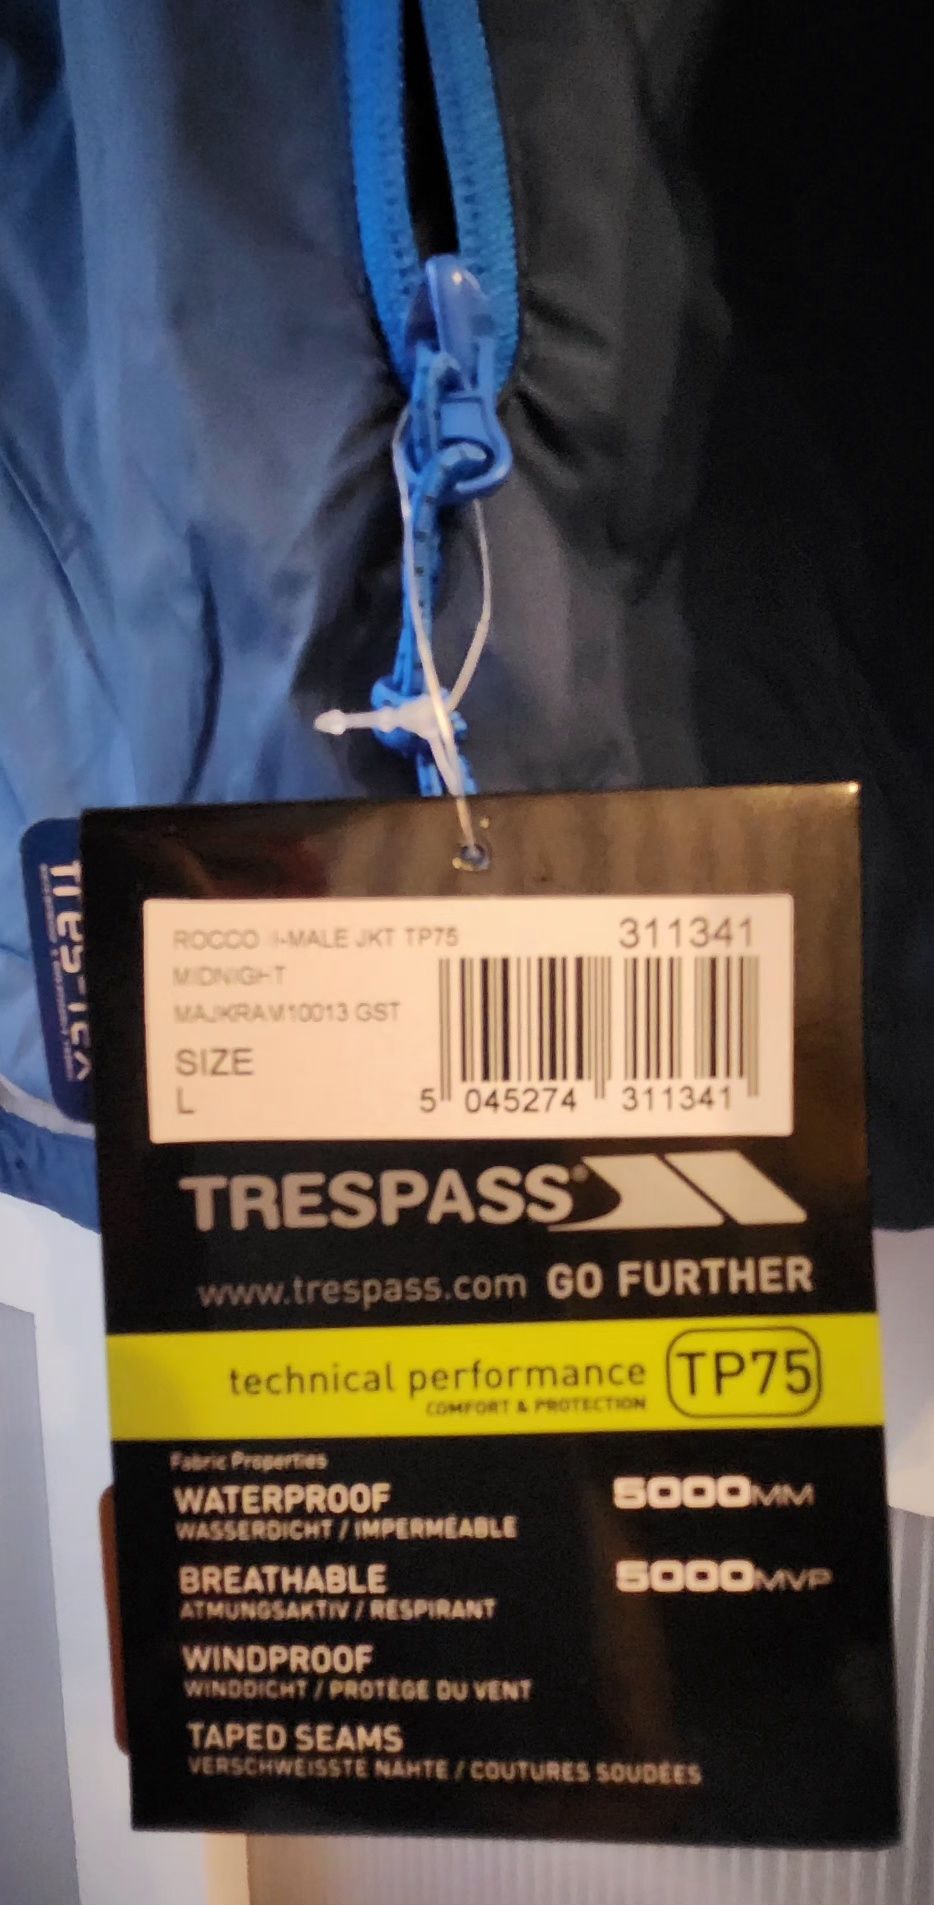 ROCCO II-MALE JKT TP75
311341
MIDNIGHT
MAJKRAM10013 GST
SIZE
L
5 045274 311341
TRESPASS®
www.trespass.com GO FURTHER
technical performance TP75
COMFORT & PROTECTION
Fabric Properties
WATERPROOF 5000MM
WASSERDICHT / IMPERMÉABLE
BREATHABLE 5000MVP
ATMUNGSAKTIV / RESPIRANT
WINDPROOF
WINDDICHT / PROTÈGE DU VENT
TAPED SEAMS
VERSCHWEISSTE NÄHTE / COUTURES SOUDÉES